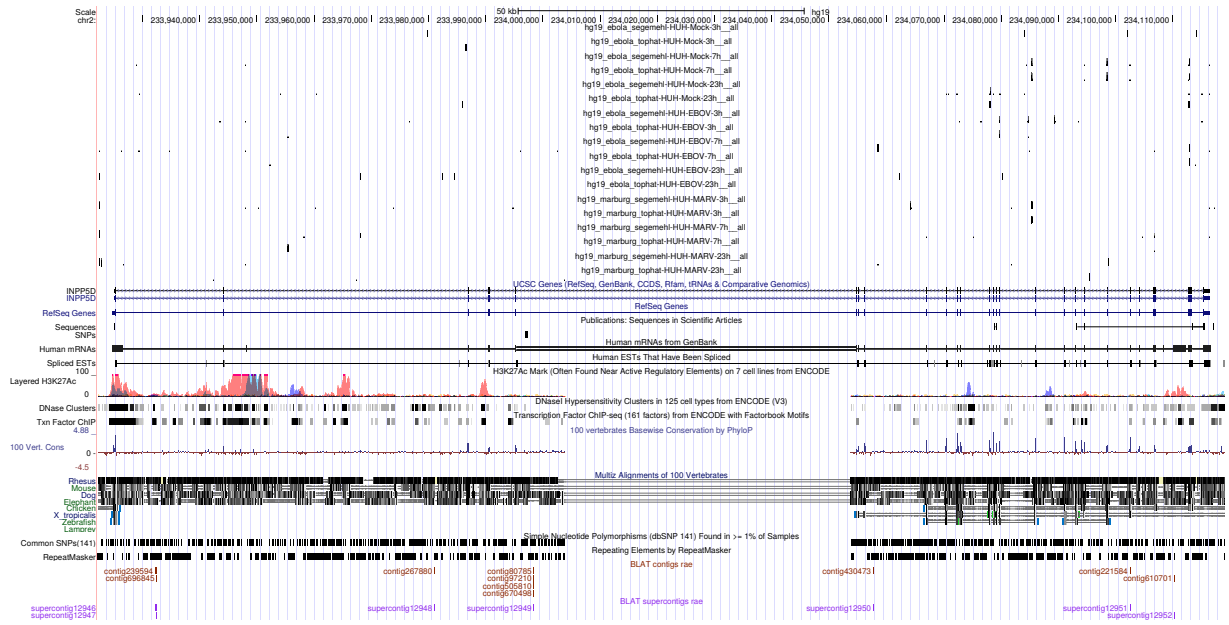 Scale 50 kb hg19
chr2: 233,940,000 233,950,000 233,960,000 233,970,000 233,980,000 233,990,000 234,000,000 234,010,000 234,020,000 234,030,000 234,040,000 234,050,000 234,060,000 234,070,000 234,080,000 234,090,000 234,100,000 234,110,000
hg19_ebola_segemehl-HUH-Mock-3h__all
hg19_ebola_tophat-HUH-Mock-3h__all
hg19_ebola_segemehl-HUH-Mock-7h__all
hg19_ebola_tophat-HUH-Mock-7h__all
hg19_ebola_segemehl-HUH-Mock-23h__all
hg19_ebola_tophat-HUH-Mock-23h__all
hg19_ebola_segemehl-HUH-EBOV-3h__all
hg19_ebola_tophat-HUH-EBOV-3h__all
hg19_ebola_segemehl-HUH-EBOV-7h__all
hg19_ebola_tophat-HUH-EBOV-7h__all
hg19_ebola_segemehl-HUH-EBOV-23h__all
hg19_ebola_tophat-HUH-EBOV-23h__all
hg19_marburg_segemehl-HUH-MARV-3h__all
hg19_marburg_tophat-HUH-MARV-3h__all
hg19_marburg_segemehl-HUH-MARV-7h__all
hg19_marburg_tophat-HUH-MARV-7h__all
hg19_marburg_segemehl-HUH-MARV-23h__all
hg19_marburg_tophat-HUH-MARV-23h__all
UCSC Genes (RefSeq, GenBank, CCDS, Rfam, tRNAs & Comparative Genomics)
INPP5D
INPP5D
RefSeq Genes
RefSeq Genes
Publications: Sequences in Scientific Articles
Sequences
SNPs
Human mRNAs from GenBank
Human mRNAs
Human ESTs That Have Been Spliced
Spliced ESTs
H3K27Ac Mark (Often Found Near Active Regulatory Elements) on 7 cell lines from ENCODE
100
Layered H3K27Ac
0
DNaseI Hypersensitivity Clusters in 125 cell types from ENCODE (V3)
DNase Clusters
Transcription Factor ChIP-seq (161 factors) from ENCODE with Factorbook Motifs
Txn Factor ChIP
100 vertebrates Basewise Conservation by PhyloP
4.88
100 Vert. Cons
0
-4.5
Multiz Alignments of 100 Vertebrates
Rhesus
Mouse
Dog
Elephant
Chicken
X_tropicalis
Zebrafish
Lamprey
Simple Nucleotide Polymorphisms (dbSNP 141) Found in >= 1% of Samples
Common SNPs(141)
Repeating Elements by RepeatMasker
RepeatMasker
BLAT contigs rae
contig239594 contig267880 contig80785 contig430473 contig221584
contig696845 contig97210 contig610701
contig505810
contig670498
BLAT supercontigs rae
supercontig12946 supercontig12948 supercontig12949 supercontig12950 supercontig12951
supercontig12947 supercontig12952